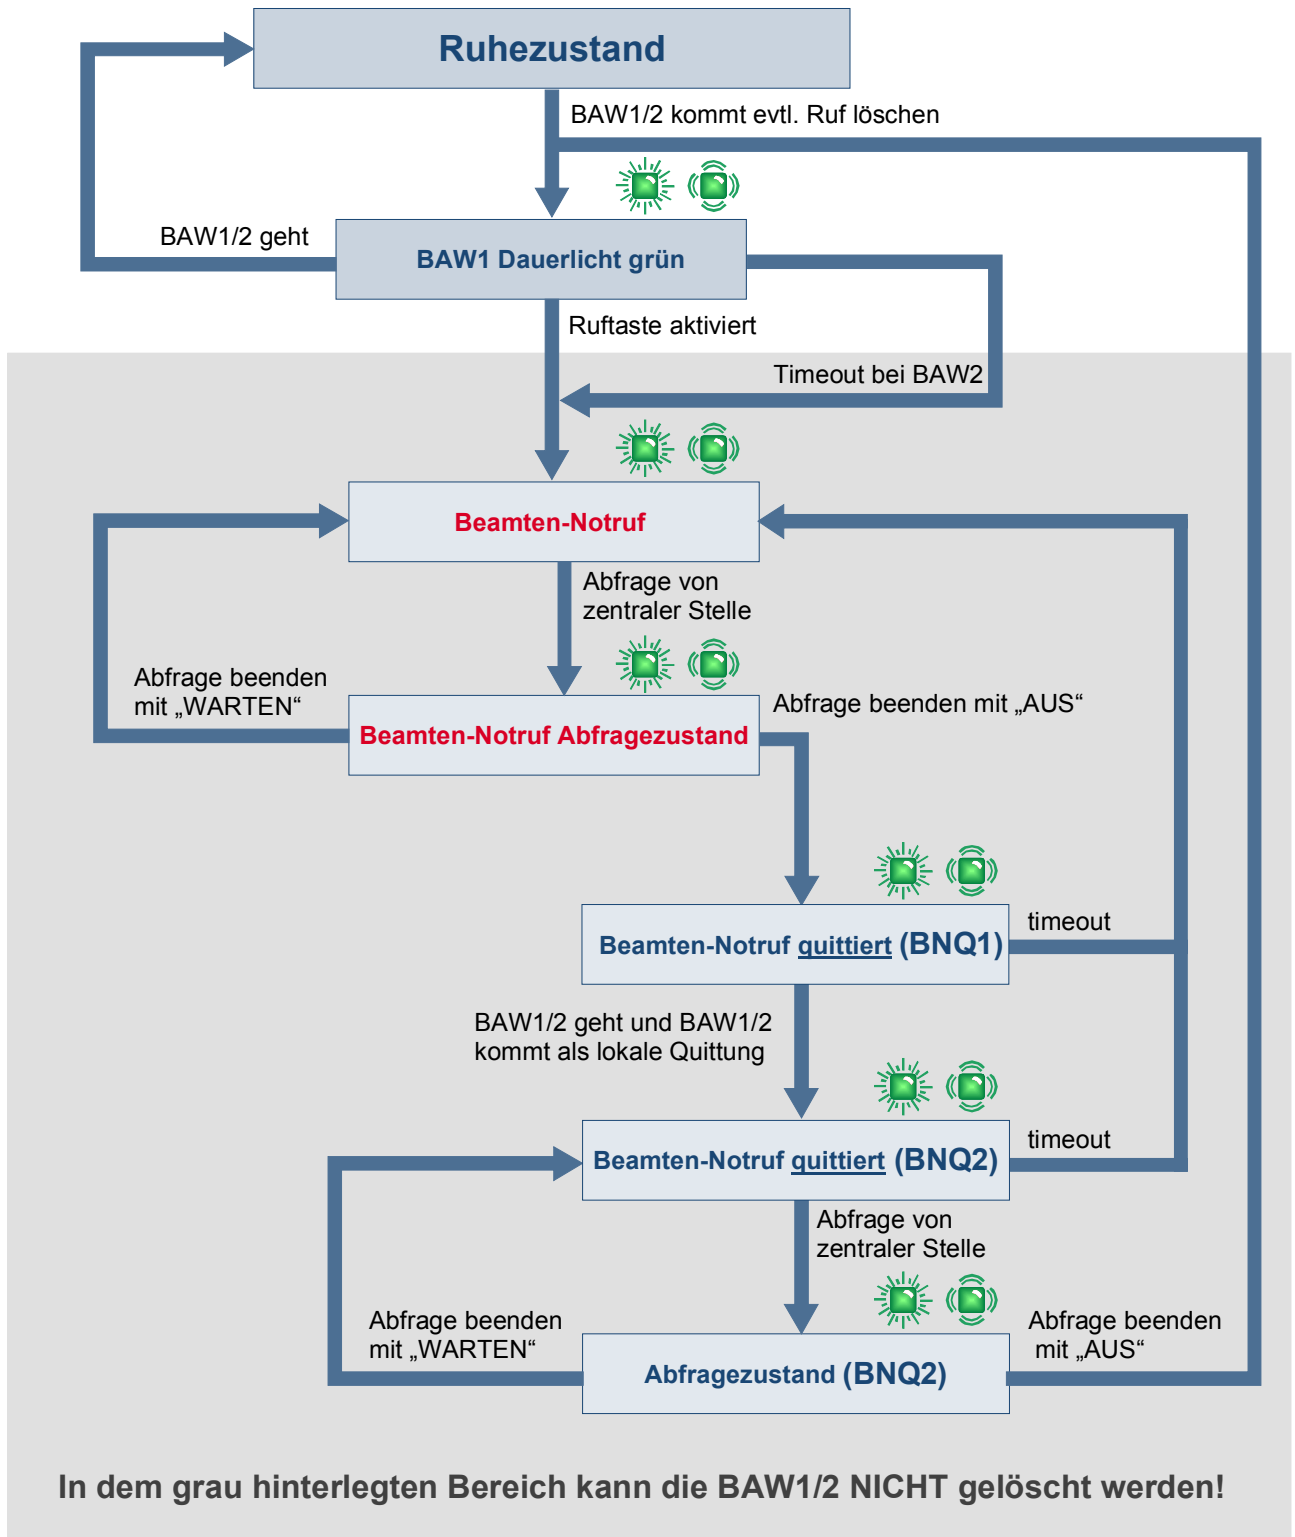 Ruhezustand
BAW1/2 kommt evtl. Ruf löschen
BAW1/2 geht
BAW1 Dauerlicht grün
Ruftaste aktiviert
Timeout bei BAW2
Beamten-Notruf
Abfrage von
zentraler Stelle
Abfrage beenden
mit „WARTEN“
Abfrage beenden mit „AUS“
Beamten-Notruf Abfragezustand
Beamten-Notruf quittiert (BNQ1)
timeout
BAW1/2 geht und BAW1/2
kommt als lokale Quittung
Beamten-Notruf quittiert (BNQ2)
timeout
Abfrage von
zentraler Stelle
Abfrage beenden
mit „WARTEN“
Abfrage beenden
mit „AUS“
Abfragezustand (BNQ2)
In dem grau hinterlegten Bereich kann die BAW1/2 NICHT gelöscht werden!